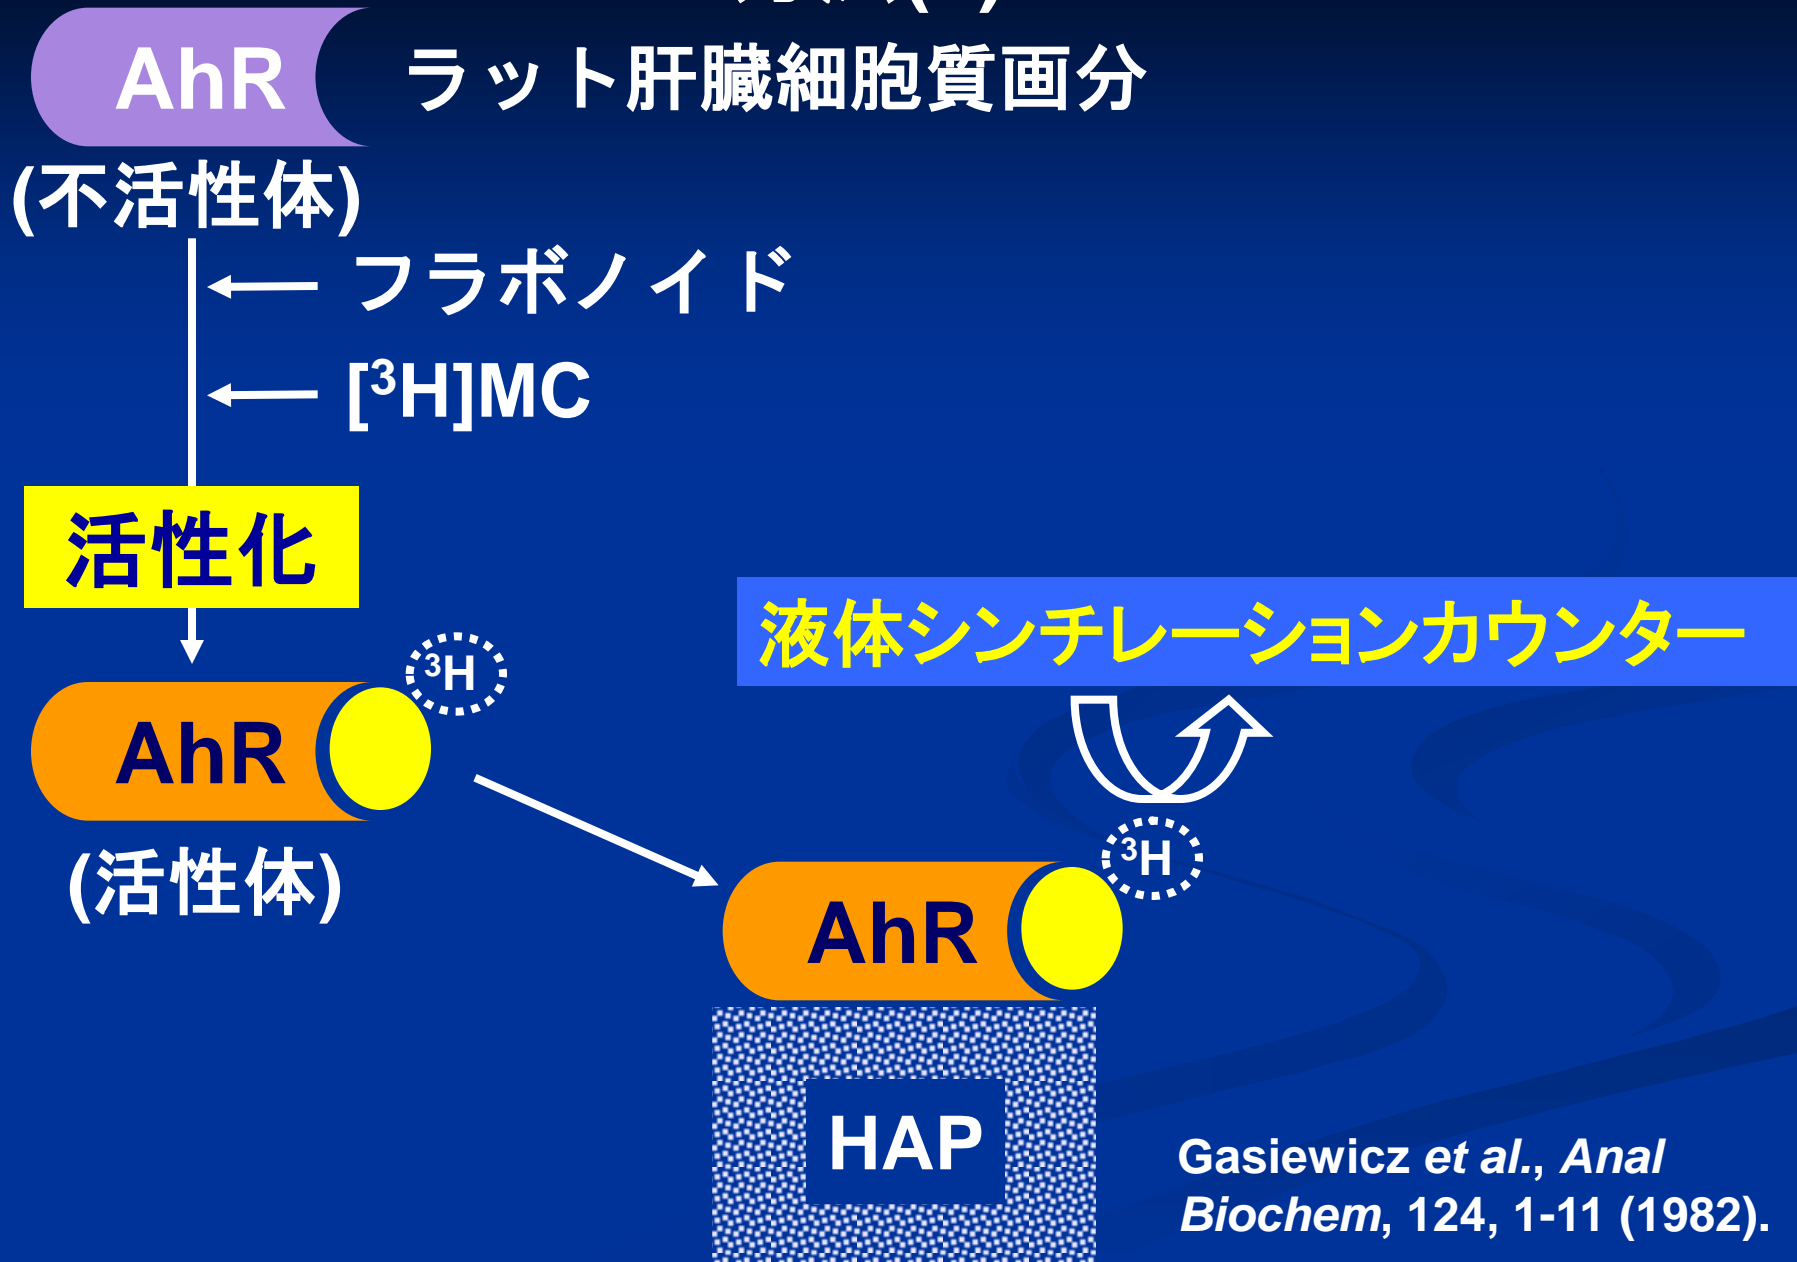 AhR
ラット肝臓細胞質画分
(不活性体)
フラボノイド
[³H]MC
活性化
液体シンチレーションカウンター
³H
AhR
(活性体)
³H
AhR
HAP
Gasiewicz et al., Anal
Biochem, 124, 1-11 (1982).